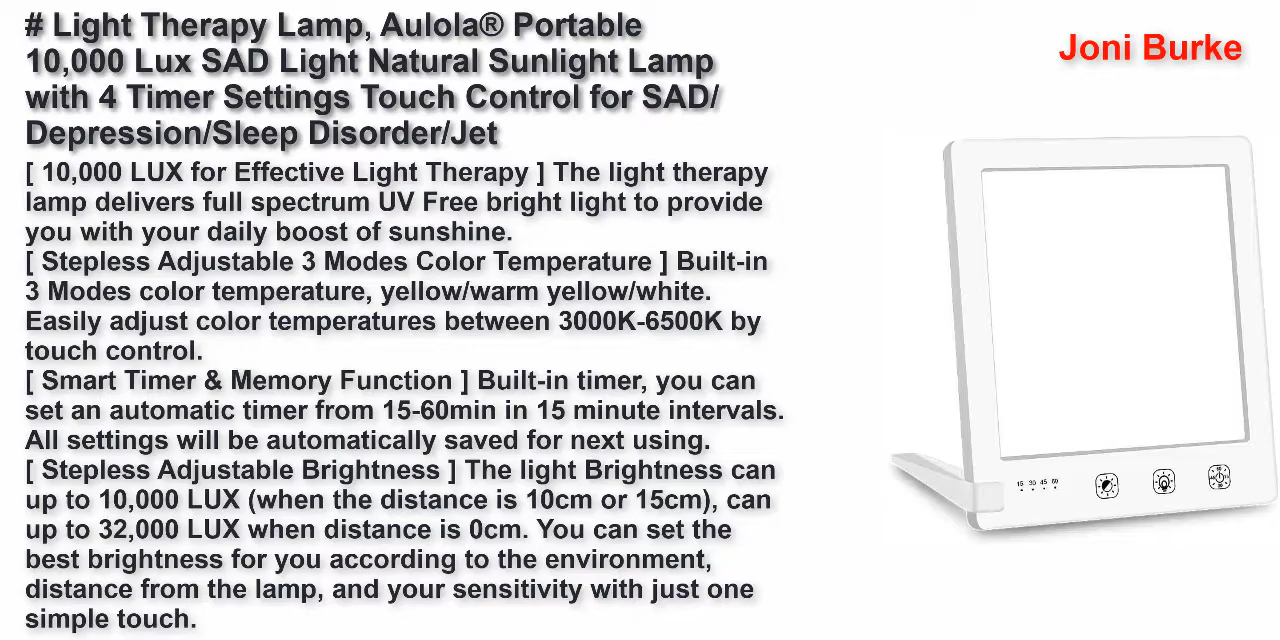 # Light Therapy Lamp, Aulola® Portable
10,000 Lux SAD Light Natural Sunlight Lamp
with 4 Timer Settings Touch Control for SAD/
Depression/Sleep Disorder/Jet
[ 10,000 LUX for Effective Light Therapy ] The light therapy
lamp delivers full spectrum UV Free bright light to provide
you with your daily boost of sunshine.
[ Stepless Adjustable 3 Modes Color Temperature ] Built-in
3 Modes color temperature, yellow/warm yellow/white.
Easily adjust color temperatures between 3000K-6500K by
touch control.
[ Smart Timer & Memory Function ] Built-in timer, you can
set an automatic timer from 15-60min in 15 minute intervals.
All settings will be automatically saved for next using.
[ Stepless Adjustable Brightness ] The light Brightness can
up to 10,000 LUX (when the distance is 10cm or 15cm), can
up to 32,000 LUX when distance is 0cm. You can set the
best brightness for you according to the environment,
distance from the lamp, and your sensitivity with just one
simple touch.
Joni Burke
15 30 45 60